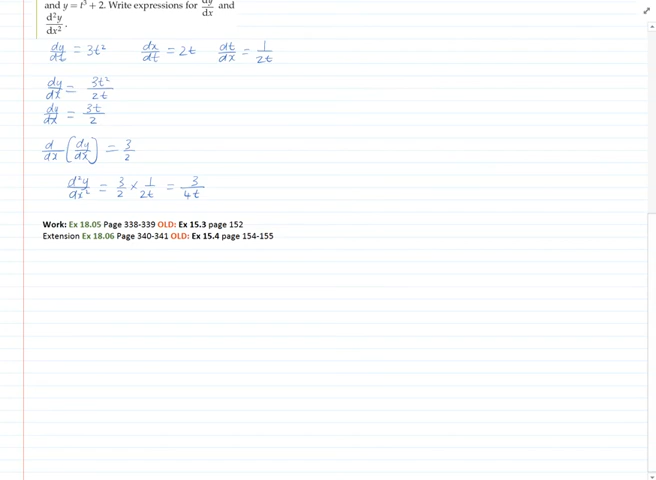 and y = t³ + 2. Write expressions for dy/dx and
d²y/dx².
dy/dt = 3t² dx/dt = 2t dt/dx = 1/2t
dy/dx = 3t²/2t
dy/dx = 3t/2
d/dx (dy/dx) = 3/2
d²y/dx² = 3/2 × 1/2t = 3/4t
Work: Ex 18.05 Page 338-339 OLD: Ex 15.3 page 152
Extension Ex 18.06 Page 340-341 OLD: Ex 15.4 page 154-155